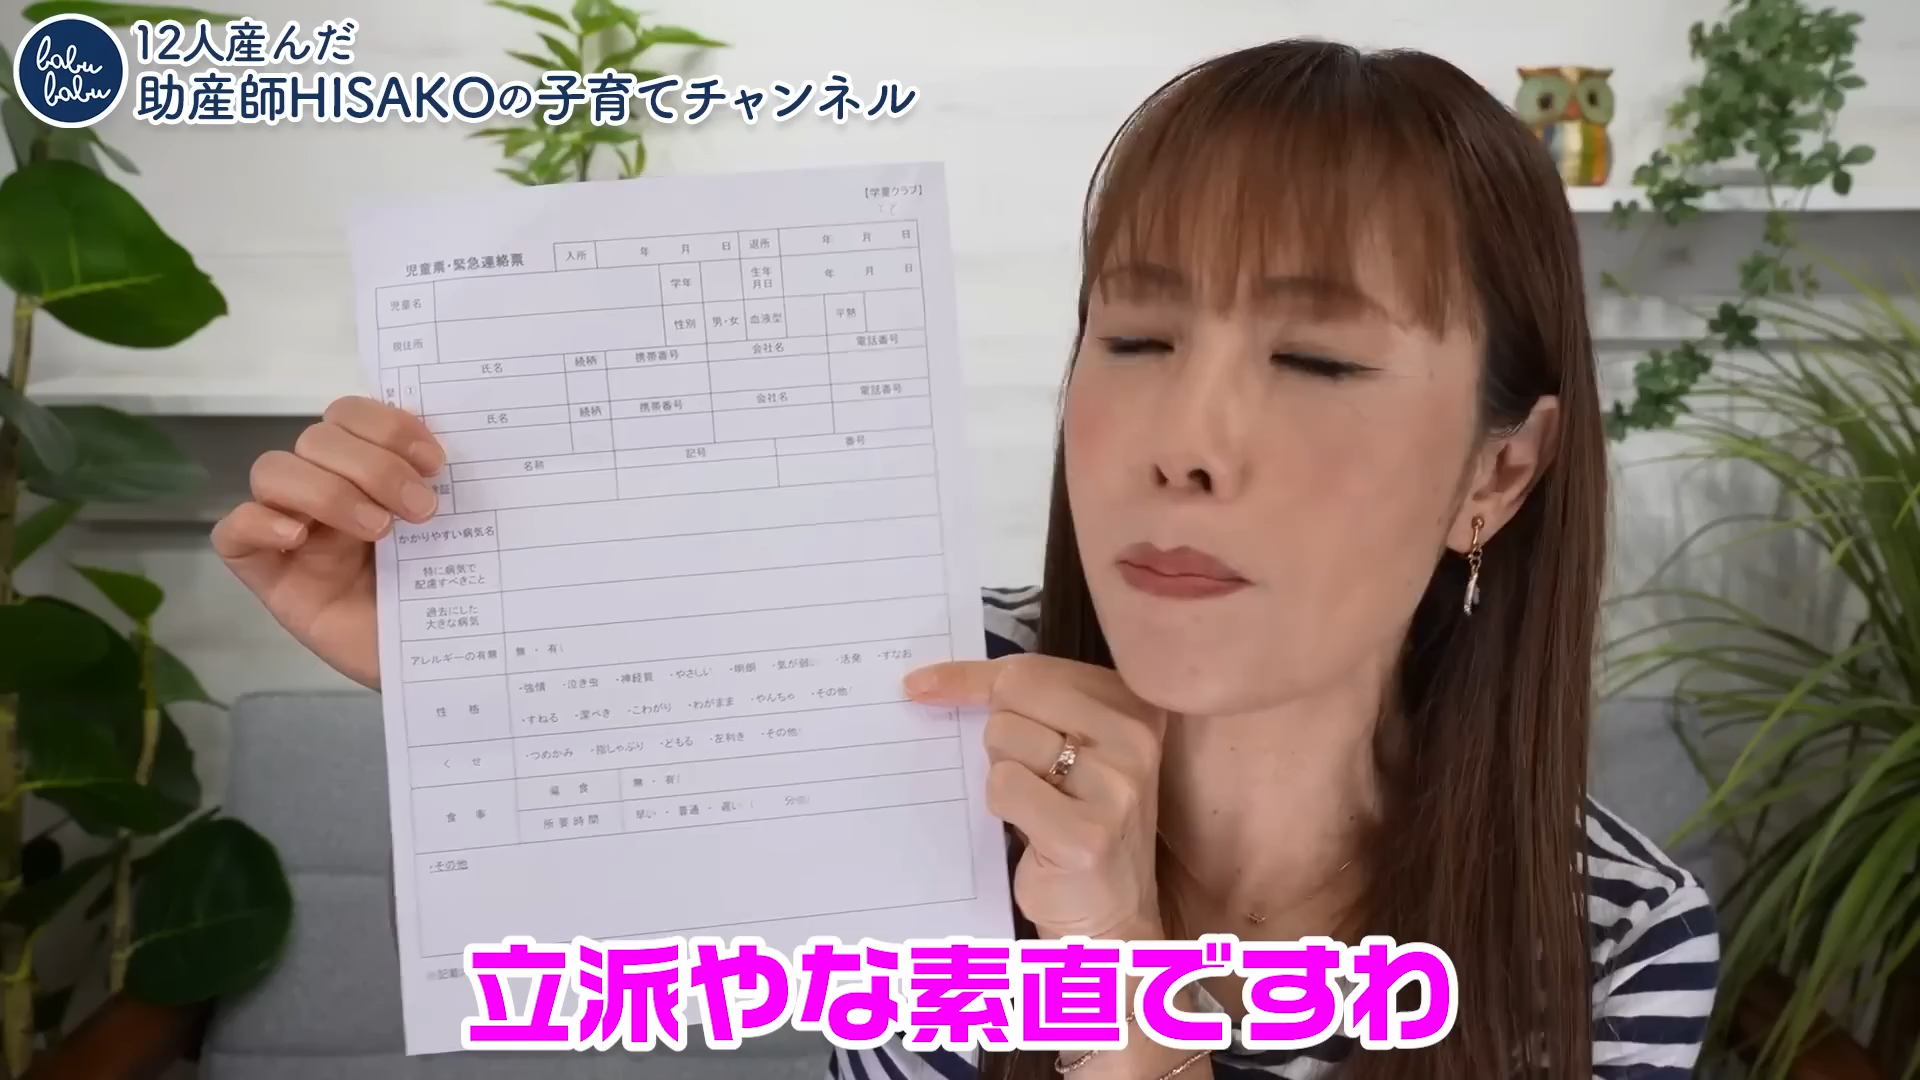 babu
babu
12人産んだ
助産師HISAKOの子育てチャンネル
【学童クラブ】
児童票・緊急連絡票
入所 年 月 日 退所 年 月 日
児童名 学年 生年月日 年 月 日
現住所 性別 男・女 血液型 平熱
緊 ① 氏名 続柄 携帯番号 会社名 電話番号
氏名 続柄 携帯番号 会社名 電話番号
証 名称 記号 番号
かかりやすい病気名
特に病気で
配慮すべきこと
過去にした
大きな病気
アレルギーの有無 無 ・ 有(
性 格 ・強情 ・泣き虫 ・神経質 ・やさしい ・明朗 ・気が弱い ・活発 ・すなお
・すねる ・潔ぺき ・こわがり ・わがまま ・やんちゃ ・その他(
く せ ・つめかみ ・指しゃぶり ・どもる ・左利き ・その他(
食 事 偏 食 無 ・ 有(
所要時間 早い ・ 普通 ・ 遅い ( 分位)
・その他
立派やな素直ですわ